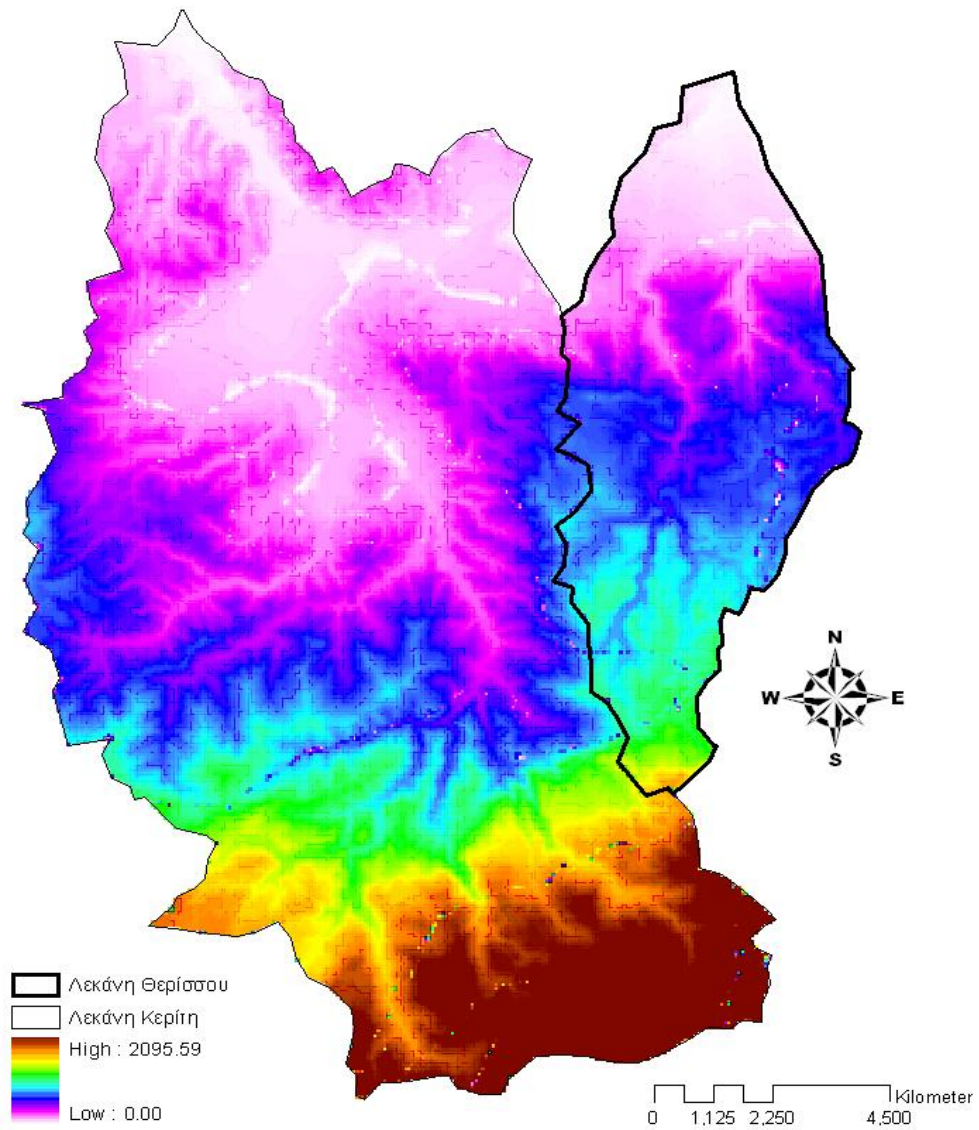 N
W E
S
Λεκάνη Θερίσσου
Λεκάνη Κερίτη
High : 2095.59
Low : 0.00
Kilometer
0 1,125 2,250 4,500